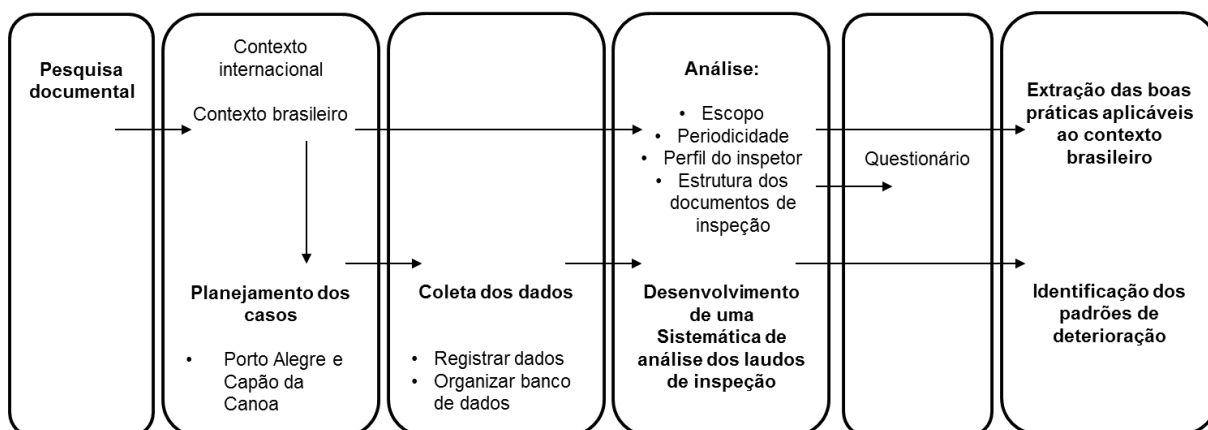 Pesquisa
documental
Contexto
internacional
Contexto brasileiro
Planejamento dos
casos
• Porto Alegre e
Capão da
Canoa
Coleta dos dados
• Registrar dados
• Organizar banco
de dados
Análise:
• Escopo
• Periodicidade
• Perfil do inspetor
• Estrutura dos
documentos de
inspeção
Desenvolvimento
de uma
Sistemática de
análise dos laudos
de inspeção
Questionário
Extração das boas
práticas aplicáveis
ao contexto
brasileiro
Identificação dos
padrões de
deterioração